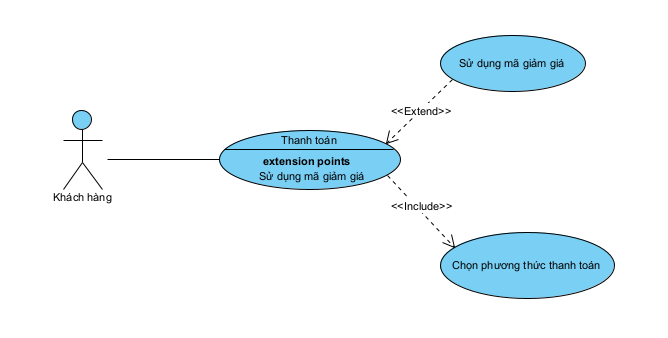 Sử dụng mã giảm giá
<<Extend>>
Thanh toán
extension points
Sử dụng mã giảm giá
Khách hàng
<<Include>>
Chọn phương thức thanh toán